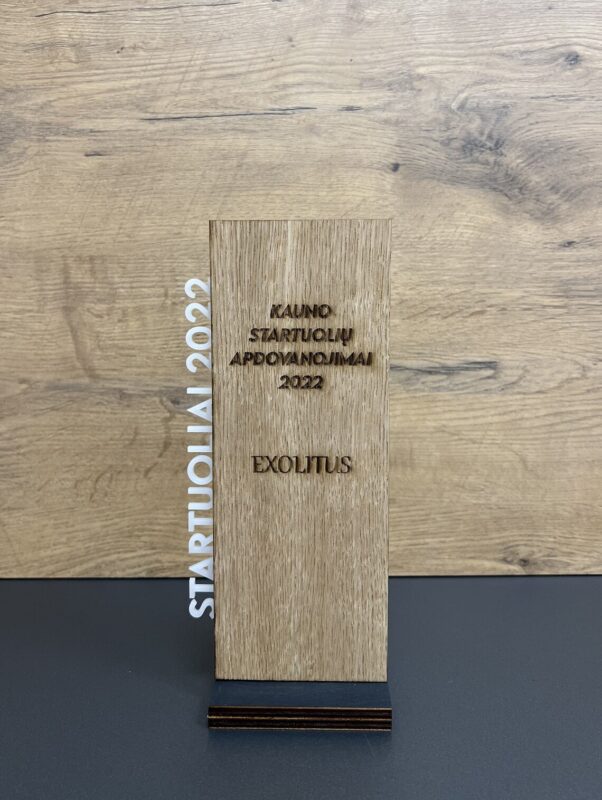 KAUNO
STARTUOLIŲ
APDOVANOJIMAI
2022
EXOLITUS
STARTUOLIAI 2022